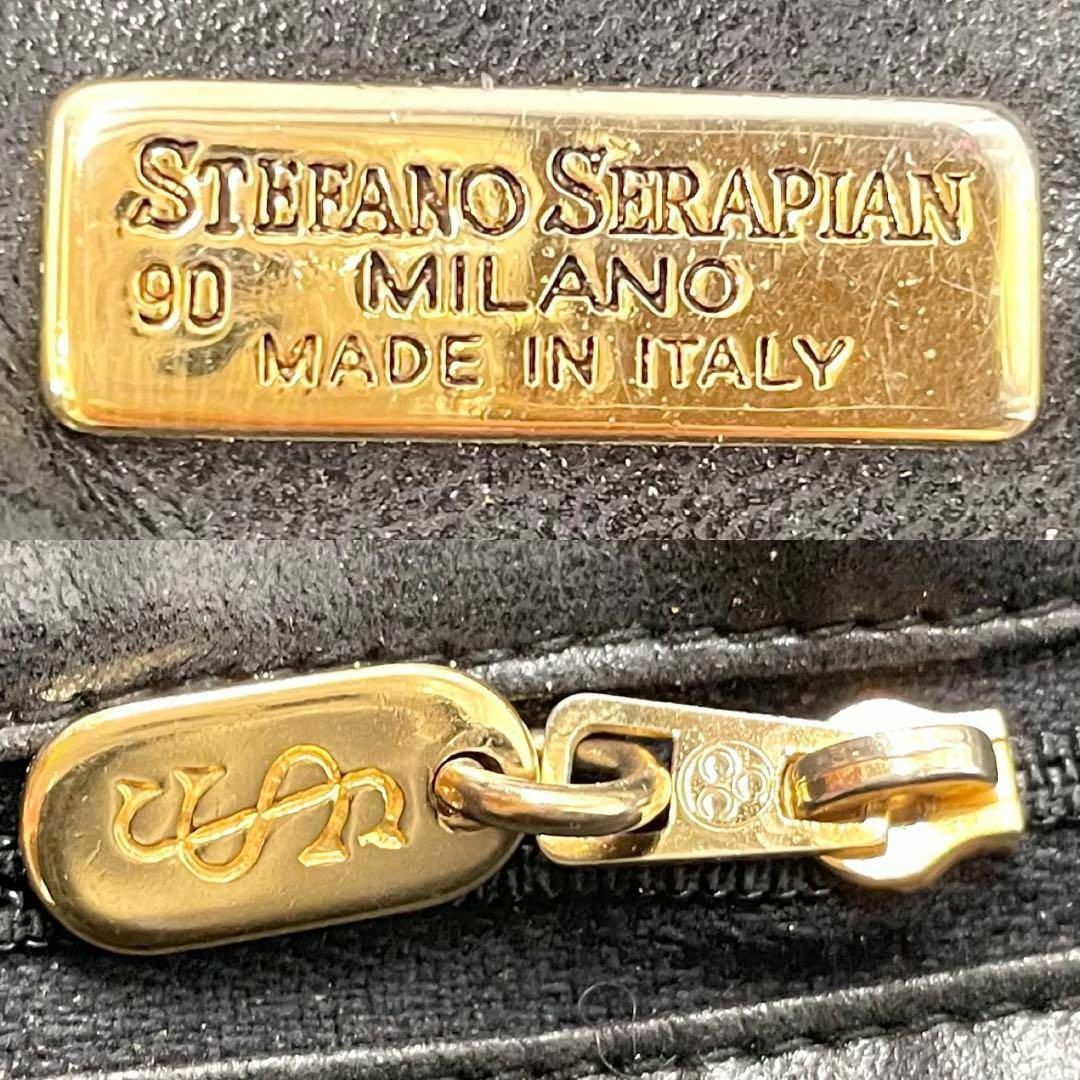 STEFANO SERAPIAN
90 MILANO
MADE IN ITALY